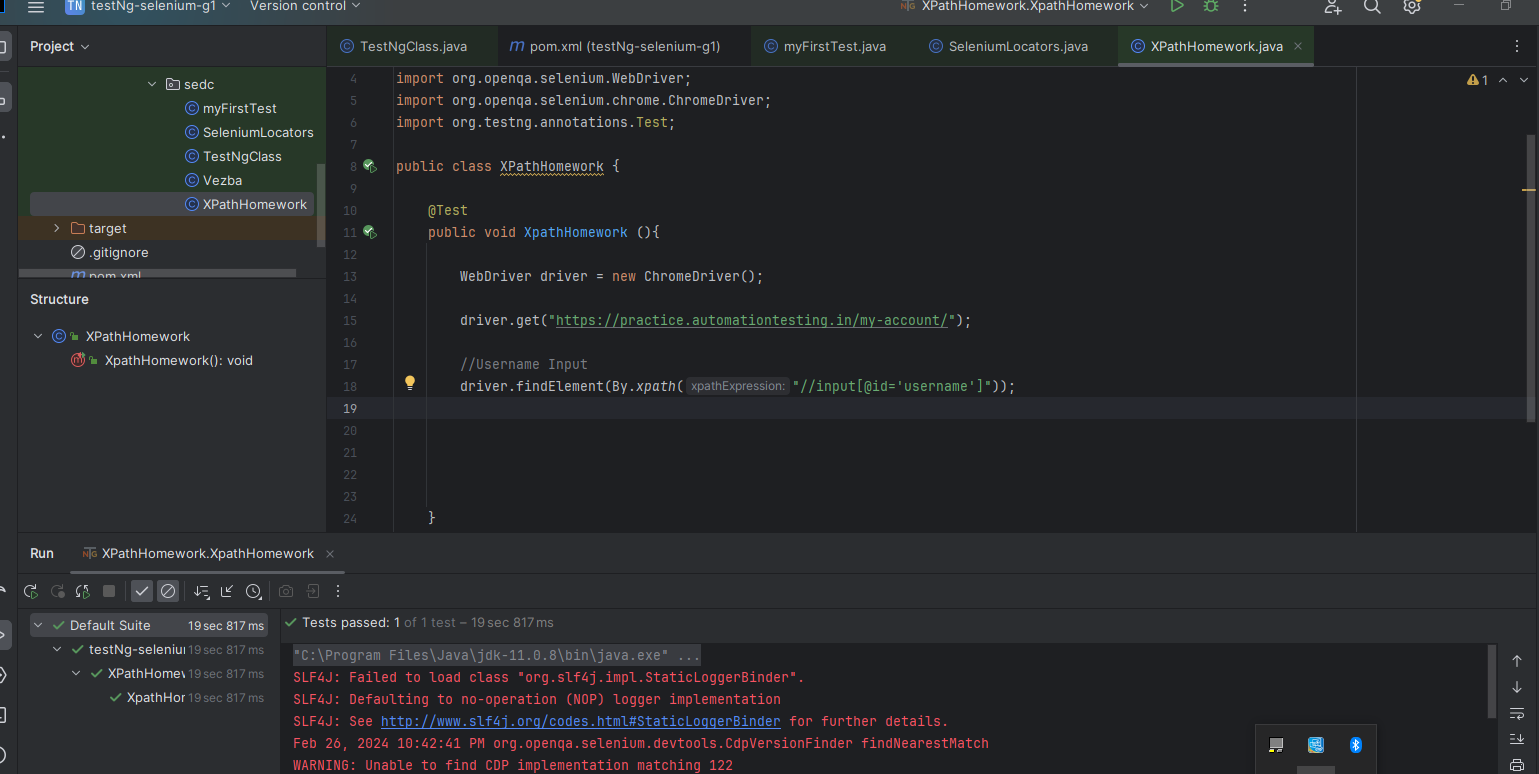 TN testNg-selenium-g1 Version control XPathHomework.XpathHomework
Project
TestNgClass.java
pom.xml (testNg-selenium-g1)
myFirstTest.java
SeleniumLocators.java
XPathHomework.java
sedc
myFirstTest
SeleniumLocators
TestNgClass
Vezba
XPathHomework
target
.gitignore
pom.xml
Structure
XPathHomework
XpathHomework(): void
1
4 import org.openqa.selenium.WebDriver;
5 import org.openqa.selenium.chrome.ChromeDriver;
6 import org.testng.annotations.Test;
7
8 public class XPathHomework {
9
10 @Test
11 public void XpathHomework (){
12
13 WebDriver driver = new ChromeDriver();
14
15 driver.get("https://practice.automationtesting.in/my-account/");
16
17 //Username Input
18 driver.findElement(By.xpath( xpathExpression: "//input[@id='username']"));
19
20
21
22
23
24 }
Run XPathHomework.XpathHomework
Default Suite 19 sec 817 ms
testNg-seleniu 19 sec 817 ms
XPathHomew 19 sec 817 ms
XpathHor 19 sec 817 ms
Tests passed: 1 of 1 test – 19 sec 817 ms
"C:\Program Files\Java\jdk-11.0.8\bin\java.exe" ...
SLF4J: Failed to load class "org.slf4j.impl.StaticLoggerBinder".
SLF4J: Defaulting to no-operation (NOP) logger implementation
SLF4J: See http://www.slf4j.org/codes.html#StaticLoggerBinder for further details.
Feb 26, 2024 10:42:41 PM org.openqa.selenium.devtools.CdpVersionFinder findNearestMatch
WARNING: Unable to find CDP implementation matching 122